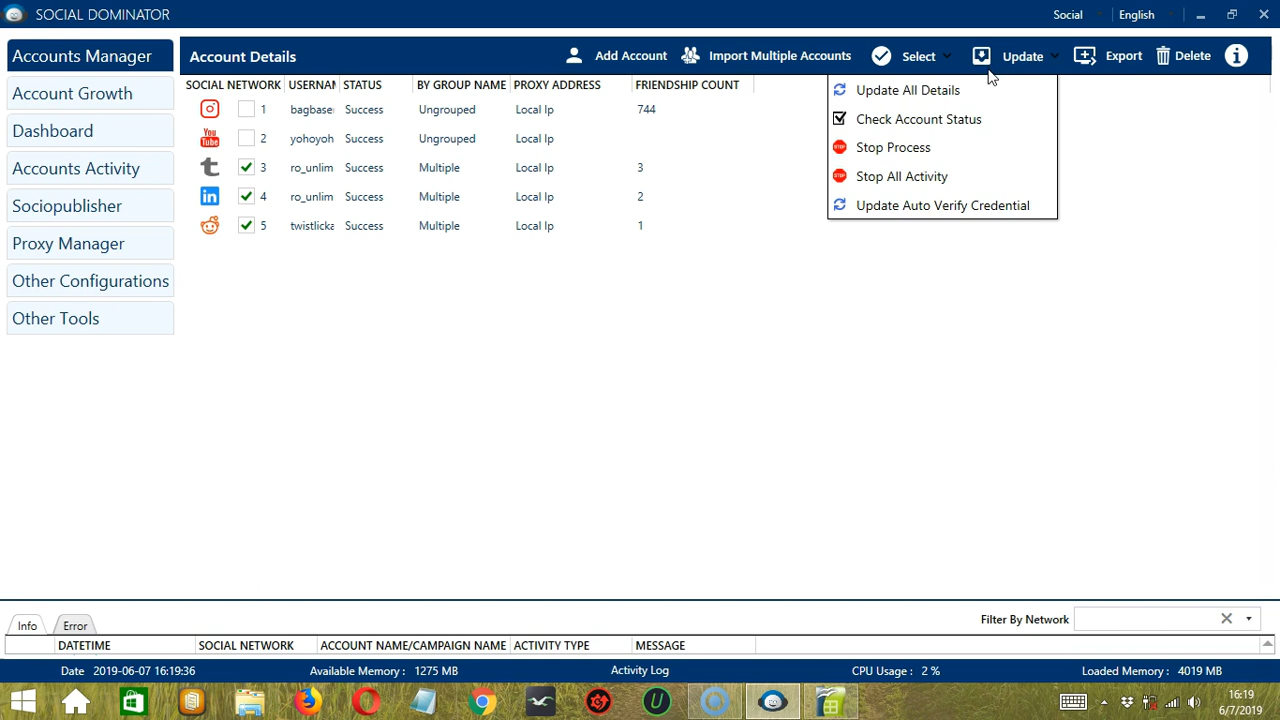 SOCIAL DOMINATOR Social English
Accounts Manager
Account Growth
Dashboard
Accounts Activity
Sociopublisher
Proxy Manager
Other Configurations
Other Tools
Account Details Add Account Import Multiple Accounts Select Update Export Delete
SOCIAL NETWORK USERNAM STATUS BY GROUP NAME PROXY ADDRESS FRIENDSHIP COUNT
1 bagbase Success Ungrouped Local Ip 744
You Tube 2 yohoyoh Success Ungrouped Local Ip
3 ro_unlim Success Multiple Local Ip 3
4 ro_unlim Success Multiple Local Ip 2
5 twistlicka Success Multiple Local Ip 1
Update All Details
Check Account Status
STOP Stop Process
STOP Stop All Activity
Update Auto Verify Credential
Info Error Filter By Network
DATETIME SOCIAL NETWORK ACCOUNT NAME/CAMPAIGN NAME ACTIVITY TYPE MESSAGE
Date 2019-06-07 16:19:36 Available Memory : 1275 MB Activity Log CPU Usage : 2 % Loaded Memory : 4019 MB
16:19
6/7/2019